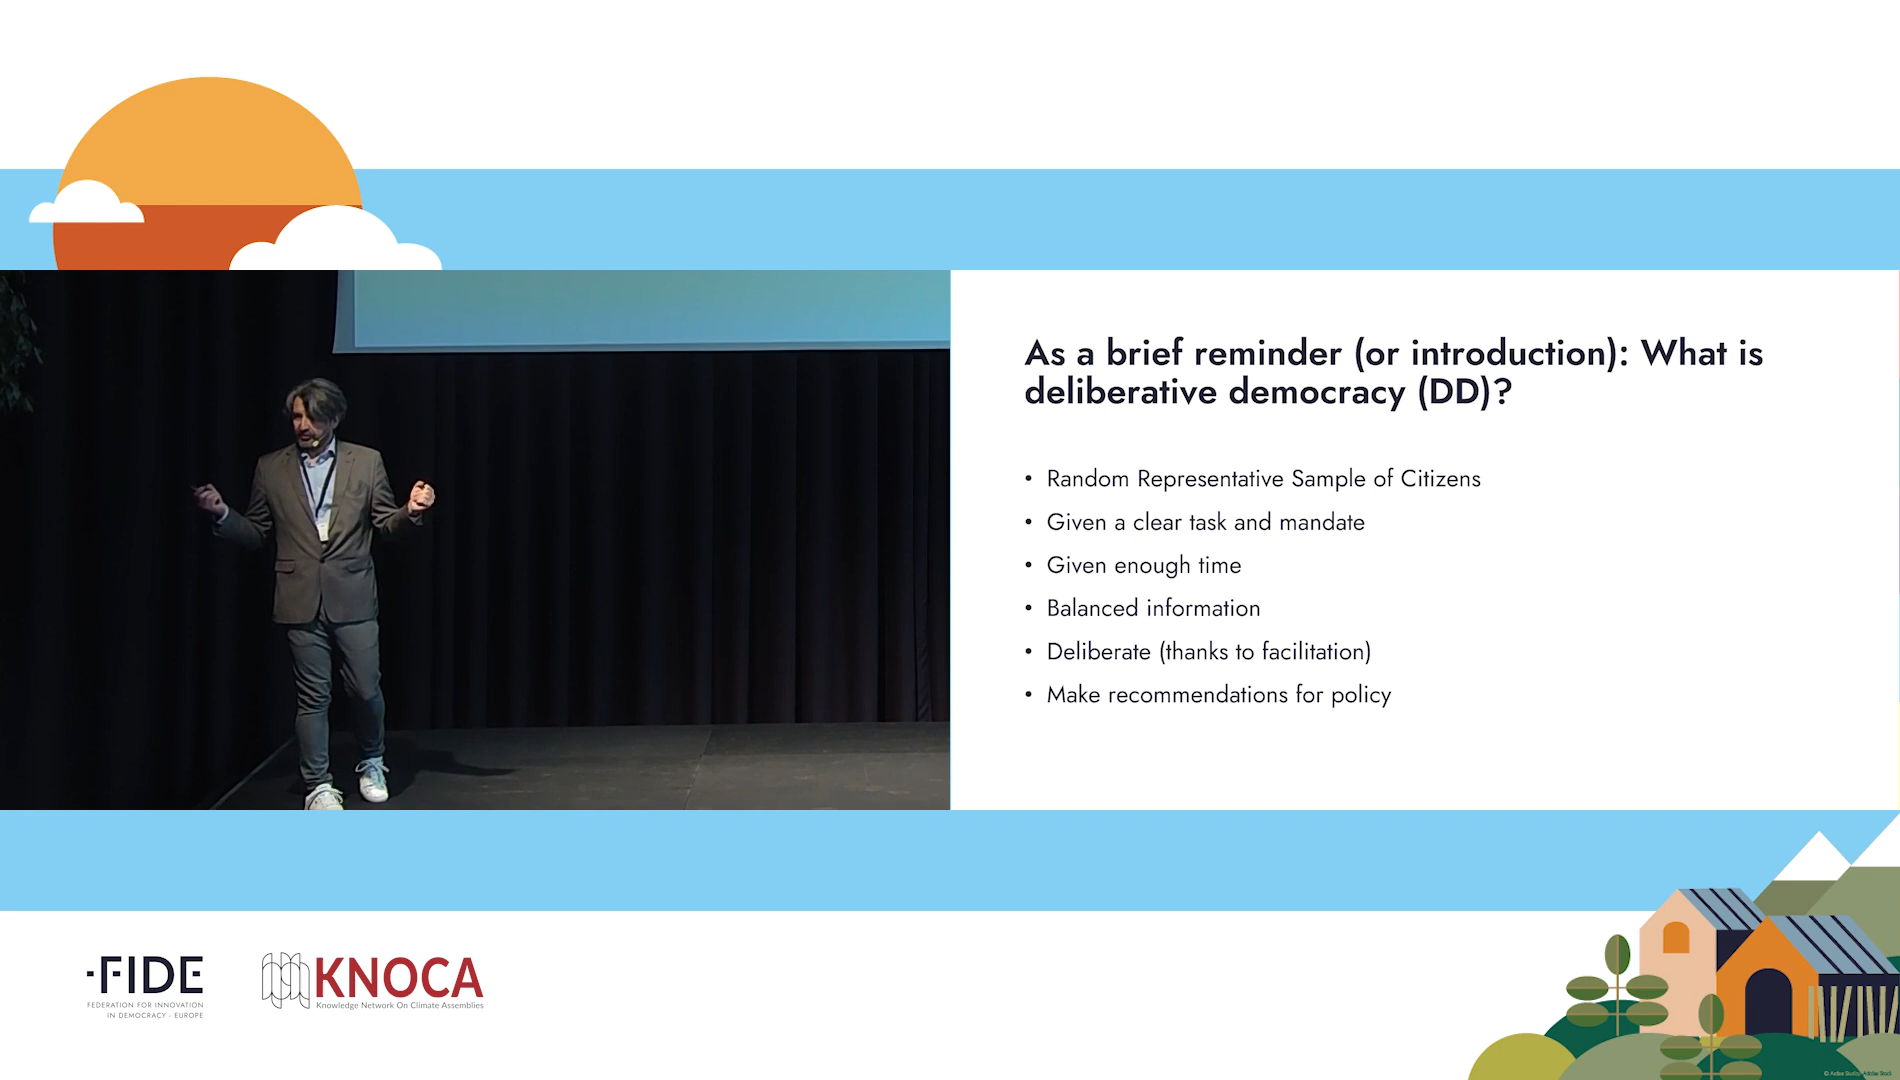 As a brief reminder (or introduction): What is
deliberative democracy (DD)?
• Random Representative Sample of Citizens
• Given a clear task and mandate
• Given enough time
• Balanced information
• Deliberate (thanks to facilitation)
• Make recommendations for policy
·FIDE
FEDERATION FOR INNOVATION
IN DEMOCRACY - EUROPE
KNOCA
Knowledge Network On Climate Assemblies